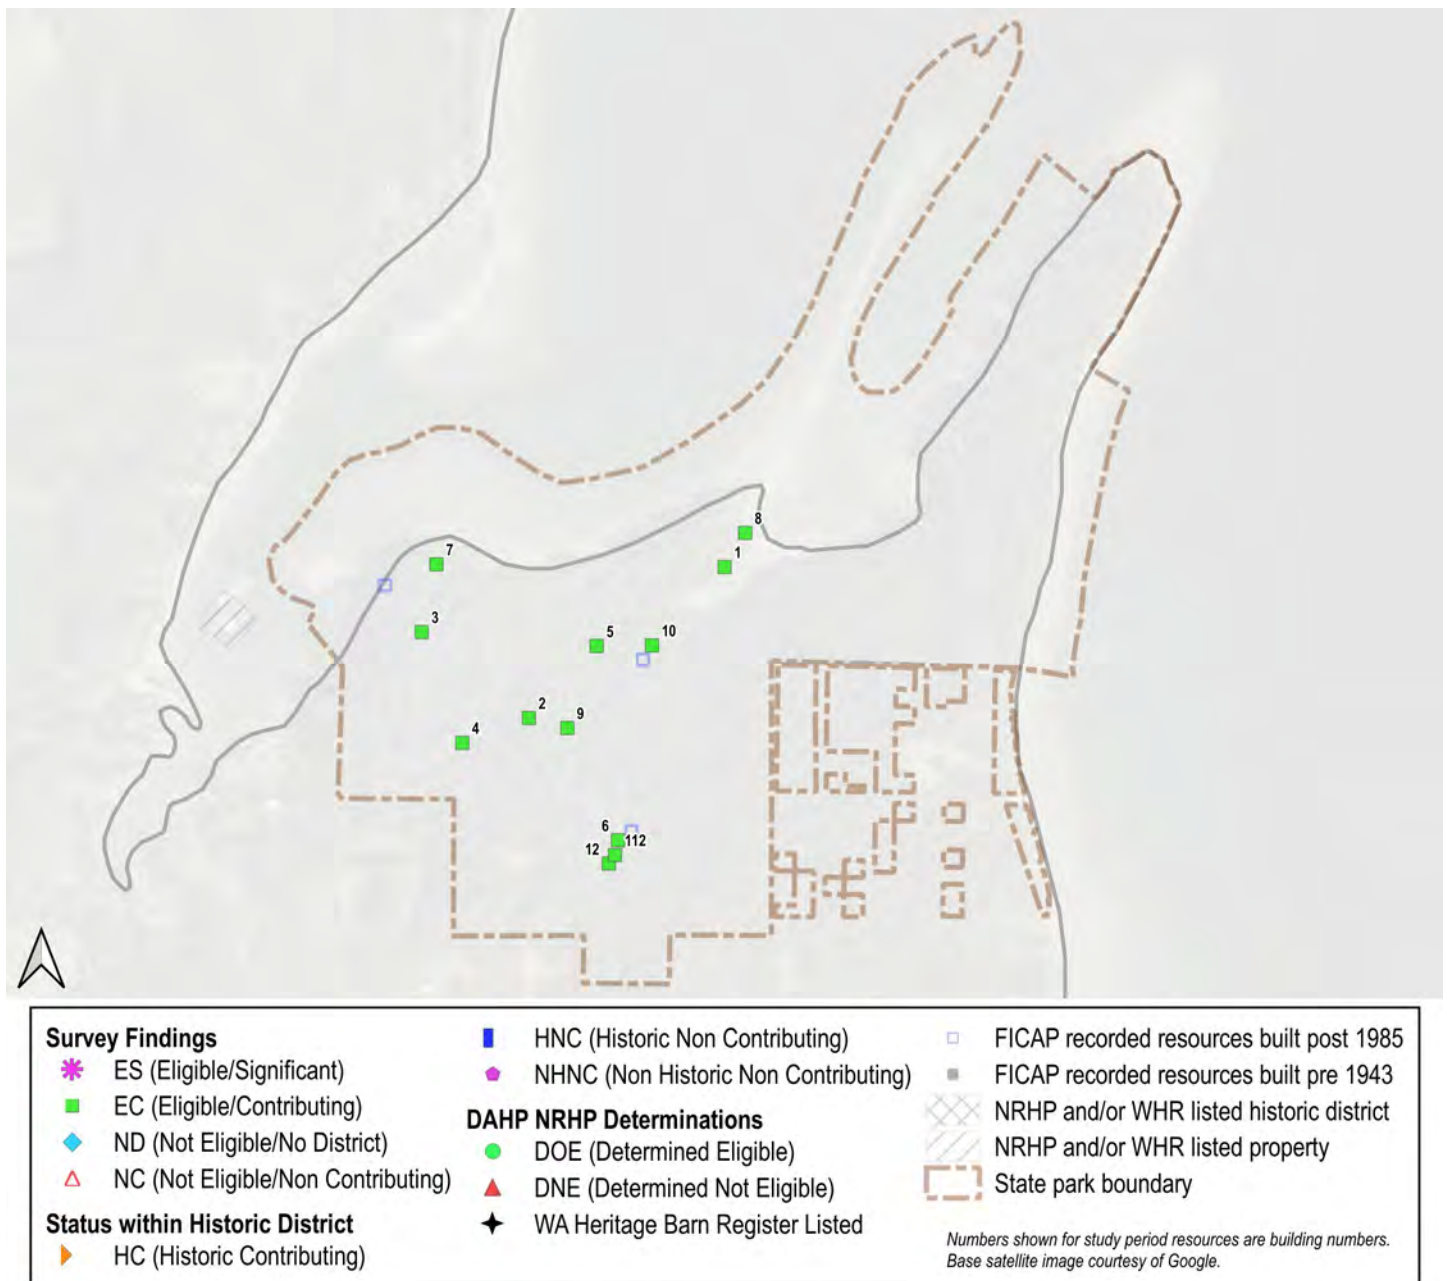 8
7
1
3
5
10
2
9
4
6
112
12
Survey Findings
ES (Eligible/Significant)
EC (Eligible/Contributing)
ND (Not Eligible/No District)
NC (Not Eligible/Non Contributing)
Status within Historic District
HC (Historic Contributing)
HNC (Historic Non Contributing)
NHNC (Non Historic Non Contributing)
DAHP NRHP Determinations
DOE (Determined Eligible)
DNE (Determined Not Eligible)
WA Heritage Barn Register Listed
FICAP recorded resources built post 1985
FICAP recorded resources built pre 1943
NRHP and/or WHR listed historic district
NRHP and/or WHR listed property
State park boundary
Numbers shown for study period resources are building numbers.
Base satellite image courtesy of Google.